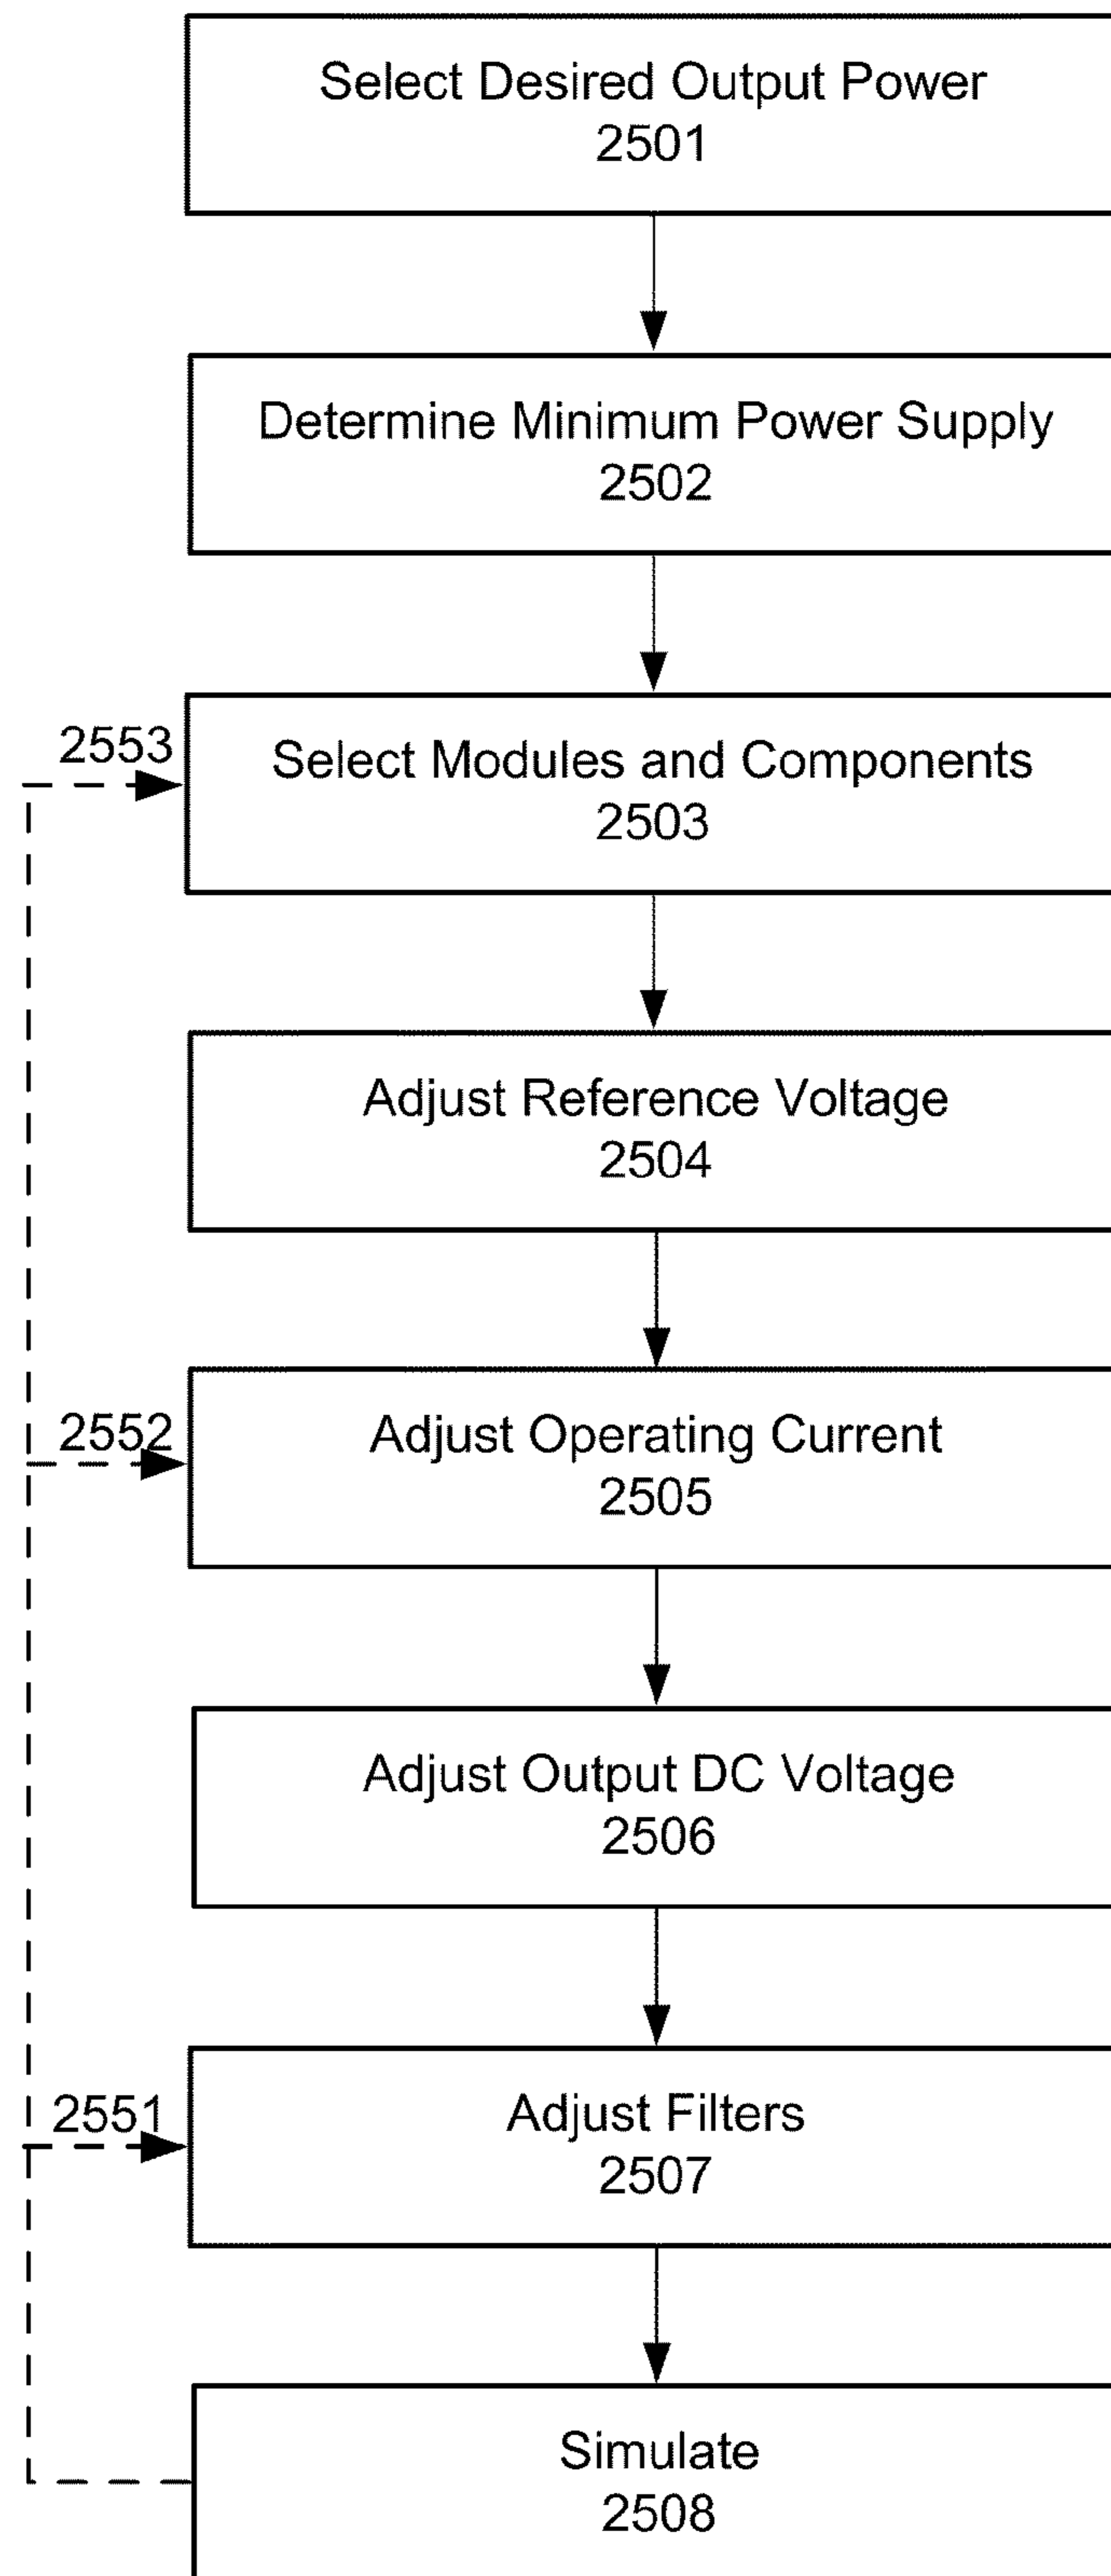 Select Desired Output Power
2501
Determine Minimum Power Supply
2502
2553
Select Modules and Components
2503
Adjust Reference Voltage
2504
2552
Adjust Operating Current
2505
Adjust Output DC Voltage
2506
2551
Adjust Filters
2507
Simulate
2508